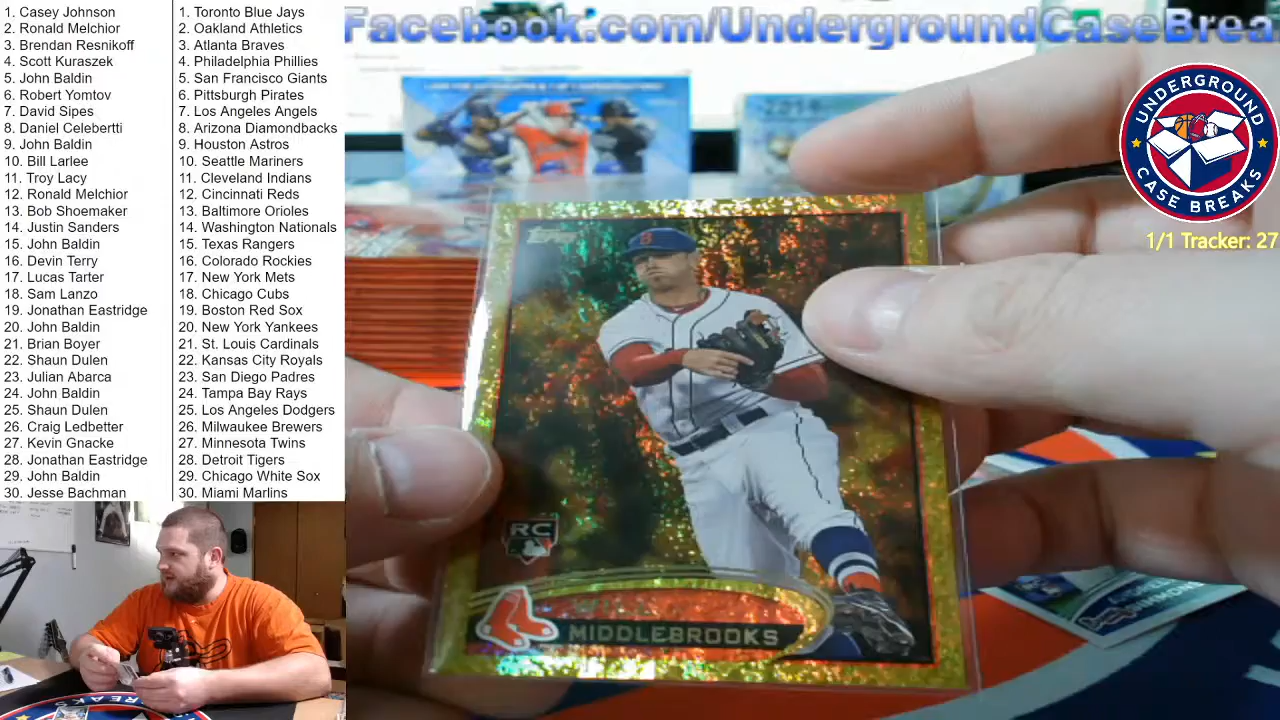 1. Casey Johnson
2. Ronald Melchior
3. Brendan Resnikoff
4. Scott Kuraszek
5. John Baldin
6. Robert Yomtov
7. David Sipes
8. Daniel Celebertti
9. John Baldin
10. Bill Larlee
11. Troy Lacy
12. Ronald Melchior
13. Bob Shoemaker
14. Justin Sanders
15. John Baldin
16. Devin Terry
17. Lucas Tarter
18. Sam Lanzo
19. Jonathan Eastridge
20. John Baldin
21. Brian Boyer
22. Shaun Dulen
23. Julian Abarca
24. John Baldin
25. Shaun Dulen
26. Craig Ledbetter
27. Kevin Gnacke
28. Jonathan Eastridge
29. John Baldin
30. Jesse Bachman
1. Toronto Blue Jays
2. Oakland Athletics
3. Atlanta Braves
4. Philadelphia Phillies
5. San Francisco Giants
6. Pittsburgh Pirates
7. Los Angeles Angels
8. Arizona Diamondbacks
9. Houston Astros
10. Seattle Mariners
11. Cleveland Indians
12. Cincinnati Reds
13. Baltimore Orioles
14. Washington Nationals
15. Texas Rangers
16. Colorado Rockies
17. New York Mets
18. Chicago Cubs
19. Boston Red Sox
20. New York Yankees
21. St. Louis Cardinals
22. Kansas City Royals
23. San Diego Padres
24. Tampa Bay Rays
25. Los Angeles Dodgers
26. Milwaukee Brewers
27. Minnesota Twins
28. Detroit Tigers
29. Chicago White Sox
30. Miami Marlins
Facebook.com/UndergroundCaseBrea
UNDERGROUND
CASE BREAKS
1/1 Tracker: 27
Topps
B
RC
WILL
MIDDLEBROOKS